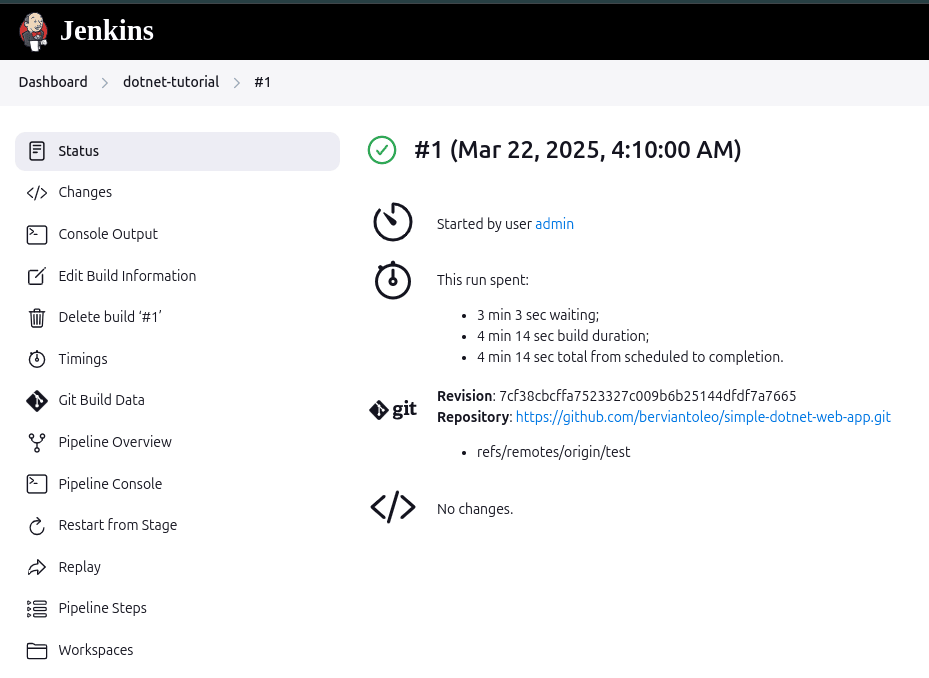 Jenkins
Dashboard > dotnet-tutorial > #1
Status
Changes
Console Output
Edit Build Information
Delete build ‘#1’
Timings
Git Build Data
Pipeline Overview
Pipeline Console
Restart from Stage
Replay
Pipeline Steps
Workspaces
#1 (Mar 22, 2025, 4:10:00 AM)
Started by user admin
This run spent:
• 3 min 3 sec waiting;
• 4 min 14 sec build duration;
• 4 min 14 sec total from scheduled to completion.
git
Revision: 7cf38cbcffa7523327c009b6b25144dfdf7a7665
Repository: https://github.com/berviantoleo/simple-dotnet-web-app.git
• refs/remotes/origin/test
No changes.